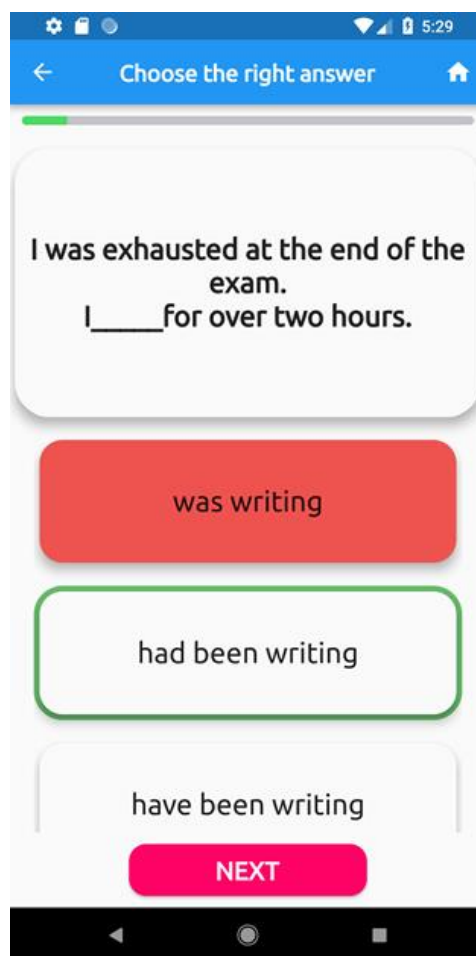 5:29
Choose the right answer
I was exhausted at the end of the
exam.
I_____for over two hours.
was writing
had been writing
have been writing
NEXT